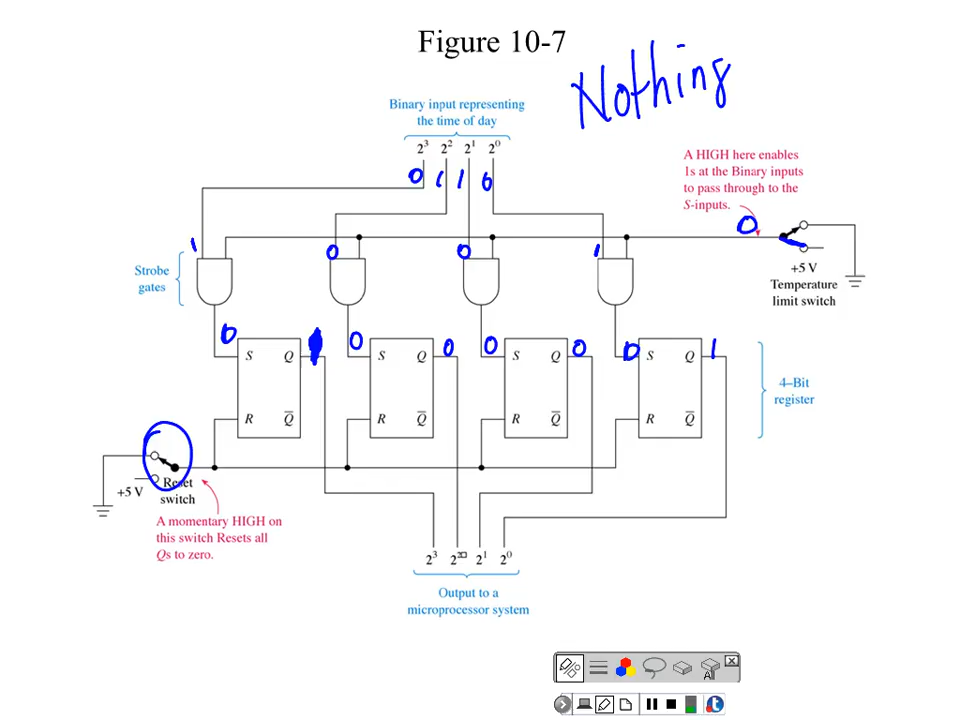 Figure 10-7
Nothing
Binary input representing
the time of day
2³ 2² 2¹ 2⁰
0 1 1 0
A HIGH here enables
1s at the Binary inputs
to pass through to the
S-inputs.
0
1 0 0 1
Strobe
gates
+5 V
Temperature
limit switch
0 0 0 0 0 0 1
S Q S Q S Q S Q
4–Bit
register
R Q̅ R Q̅ R Q̅ R Q̅
+5 V
Reset
switch
A momentary HIGH on
this switch Resets all
Qs to zero.
2³ 2² 2¹ 2⁰
Output to a
microprocessor system